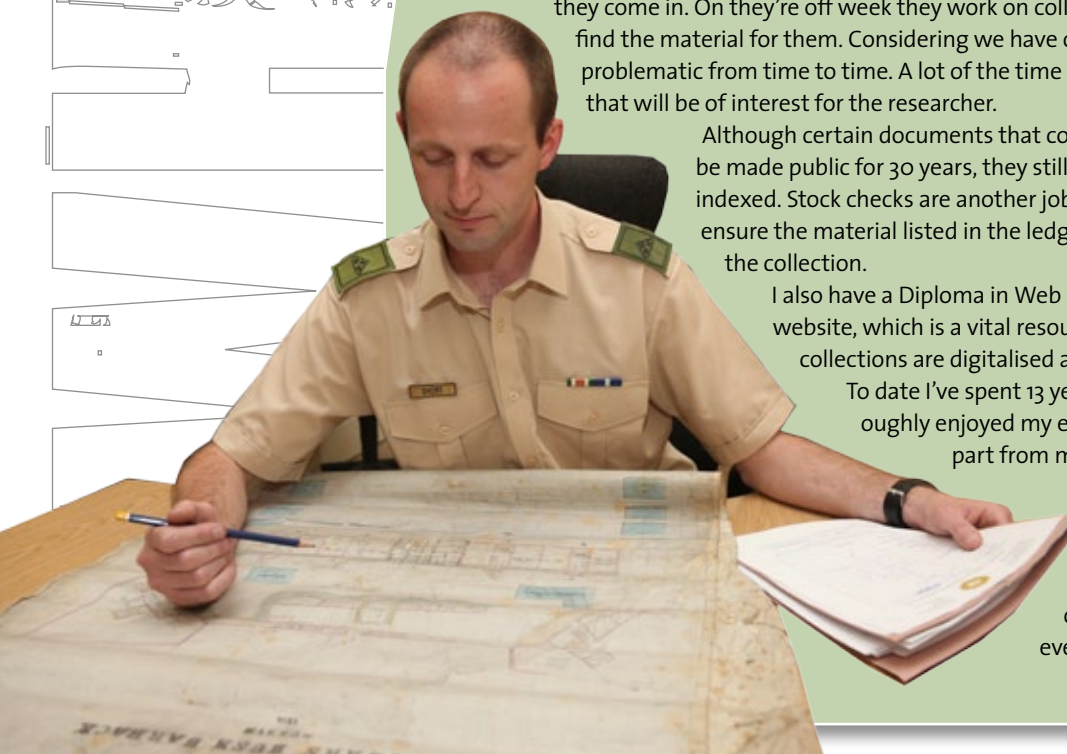 they come in. On they're off week they work on coll
find the material for them. Considering we have
problematic from time to time. A lot of the time
that will be of interest for the researcher.
Although certain documents that co
be made public for 30 years, they still
indexed. Stock checks are another job
ensure the material listed in the ledg
the collection.
I also have a Diploma in Web
website, which is a vital resou
collections are digitalised a
To date I've spent 13 ye
oughly enjoyed my e
part from m
eve
BARRACK